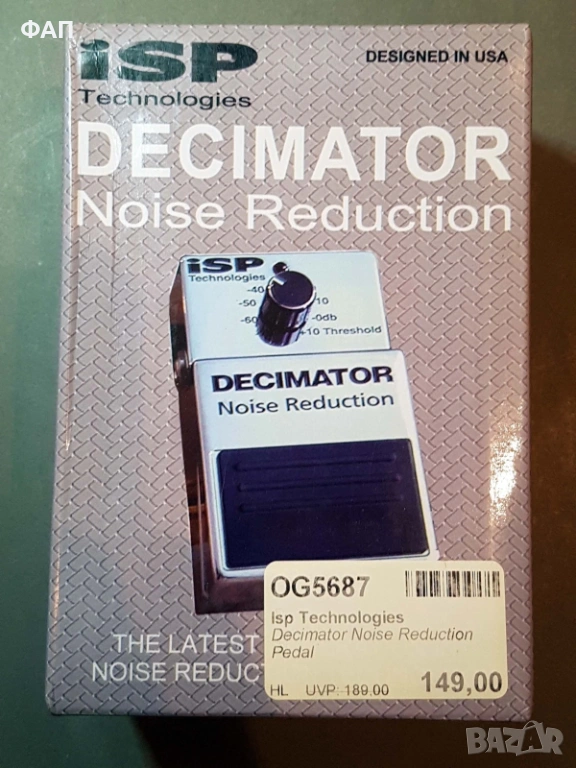 ФАП
iSP
Technologies
DESIGNED IN USA
DECIMATOR
Noise Reduction
iSP
Technologies
-40
-50
-60
10
-0db
+10 Threshold
DECIMATOR
Noise Reduction
THE LATEST
NOISE REDUCT
OG5687
Isp Technologies
Decimator Noise Reduction
Pedal
HL UVP: 189.00 149,00
BAZAR